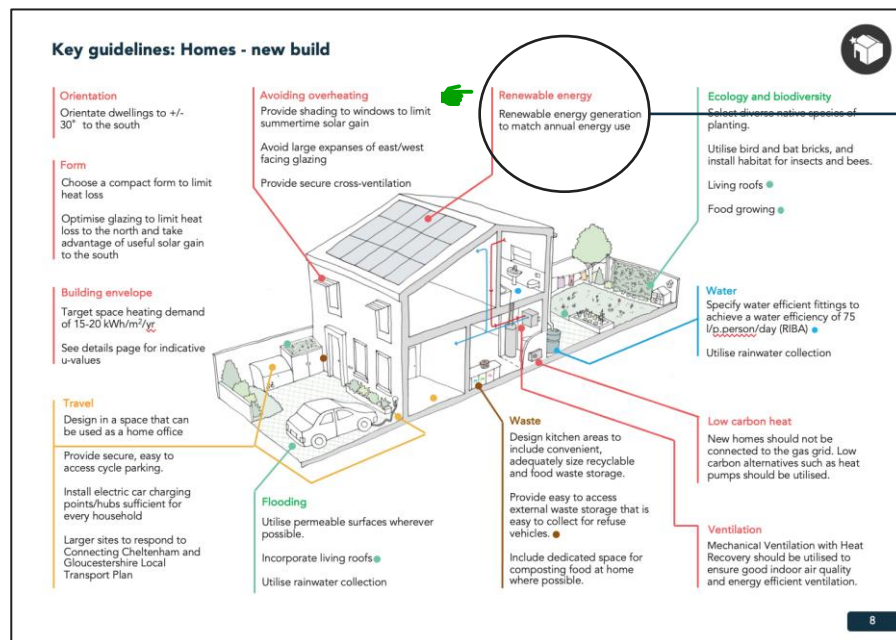 Key guidelines: Homes - new build
Orientation
Orientate dwellings to +/-
30° to the south
Form
Choose a compact form to limit
heat loss
Optimise glazing to limit heat
loss to the north and take
advantage of useful solar gain
to the south
Building envelope
Target space heating demand
of 15-20 kWh/m²/yr
See details page for indicative
u-values
Travel
Design in a space that can
be used as a home office
Provide secure, easy to
access cycle parking.
Install electric car charging
points/hubs sufficient for
every household
Larger sites to respond to
Connecting Cheltenham and
Gloucestershire Local
Transport Plan
Avoiding overheating
Provide shading to windows to limit
summertime solar gain
Avoid large expanses of east/west
facing glazing
Provide secure cross-ventilation
Flooding
Utilise permeable surfaces wherever
possible.
Incorporate living roofs
Utilise rainwater collection
Renewable energy
Renewable energy generation
to match annual energy use
Waste
Design kitchen areas to
include convenient,
adequately size recyclable
and food waste storage.
Provide easy to access
external waste storage that is
easy to collect for refuse
vehicles.
Include dedicated space for
composting food at home
where possible.
Ecology and biodiversity
Select diverse native species of
planting.
Utilise bird and bat bricks, and
install habitat for insects and bees.
Living roofs
Food growing
Water
Specify water efficient fittings to
achieve a water efficiency of 75
l/p.person/day (RIBA)
Utilise rainwater collection
Low carbon heat
New homes should not be
connected to the gas grid. Low
carbon alternatives such as heat
pumps should be utilised.
Ventilation
Mechanical Ventilation with Heat
Recovery should be utilised to
ensure good indoor air quality
and energy efficient ventilation.
8